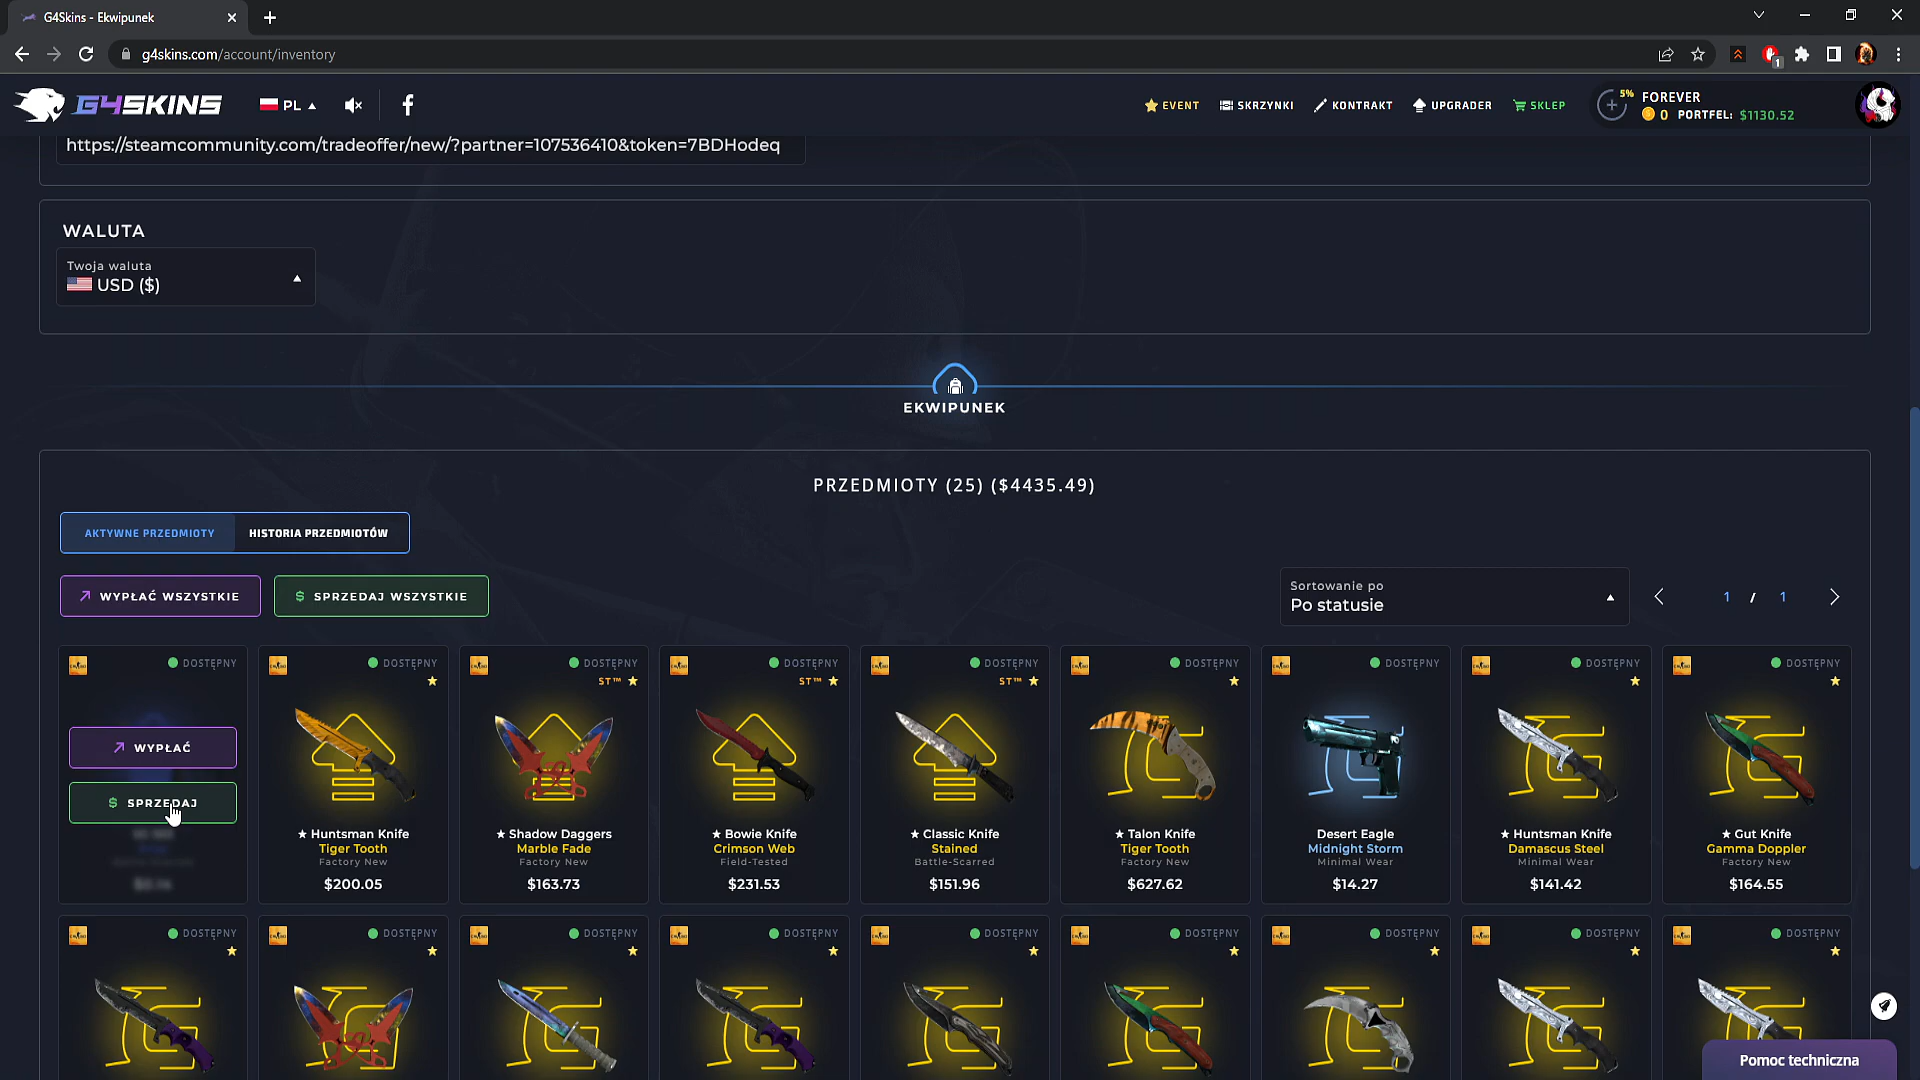 G4Skins - Ekwipunek
g4skins.com/account/inventory
1
G4SKINS
PL
EVENT
SKRZYNKI
KONTRAKT
UPGRADER
SKLEP
5%
FOREVER
0 PORTFEL: $1130.52
https://steamcommunity.com/tradeoffer/new/?partner=107536410&token=7BDHodeq
WALUTA
Twoja waluta
USD ($)
EKWIPUNEK
PRZEDMIOTY (25) ($4435.49)
AKTYWNE PRZEDMIOTY
HISTORIA PRZEDMIOTÓW
WYPŁAĆ WSZYSTKIE
$ SPRZEDAJ WSZYSTKIE
Sortowanie po
Po statusie
1 / 1
DOSTĘPNY
WYPŁAĆ
$ SPRZEDAJ
DOSTĘPNY
★ Huntsman Knife
Tiger Tooth
Factory New
$200.05
DOSTĘPNY
ST™ ★
★ Shadow Daggers
Marble Fade
Factory New
$163.73
DOSTĘPNY
ST™ ★
★ Bowie Knife
Crimson Web
Field-Tested
$231.53
DOSTĘPNY
ST™ ★
★ Classic Knife
Stained
Battle-Scarred
$151.96
DOSTĘPNY
★ Talon Knife
Tiger Tooth
Factory New
$627.62
DOSTĘPNY
Desert Eagle
Midnight Storm
Minimal Wear
$14.27
DOSTĘPNY
★ Huntsman Knife
Damascus Steel
Minimal Wear
$141.42
DOSTĘPNY
★ Gut Knife
Gamma Doppler
Factory New
$164.55
DOSTĘPNY
DOSTĘPNY
DOSTĘPNY
DOSTĘPNY
DOSTĘPNY
DOSTĘPNY
DOSTĘPNY
DOSTĘPNY
DOSTĘPNY
Pomoc techniczna